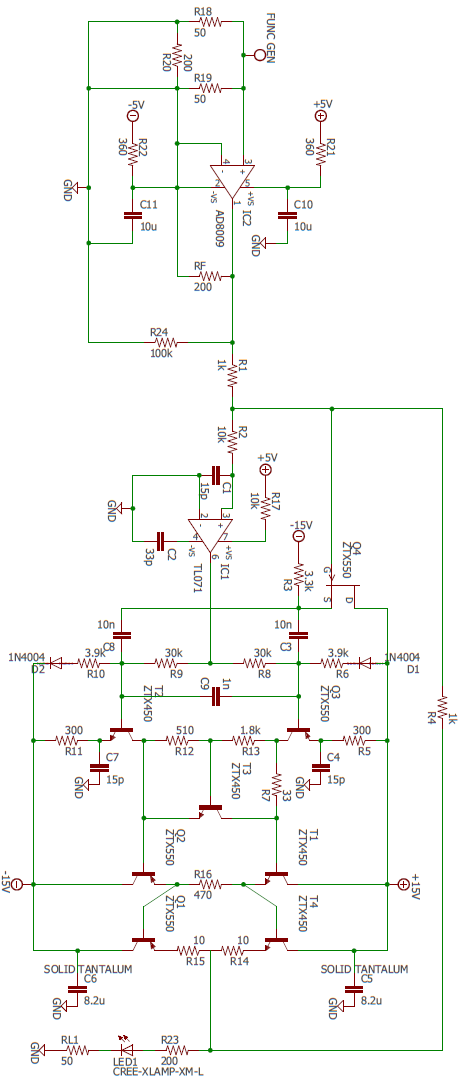 R18
50
FUNC GEN
200
R20
R19
50
-5V
+5V
R22
360
R21
360
4
3
-
+
2
5
-VS
+VS
1
IC2
AD8009
C11
10u
C10
10u
GND
GND
RF
200
R24
100k
R1
1k
R2
10k
C1
15p
+5V
R17
10k
GND
C2
33p
2
3
-
+
4
7
-VS
+VS
6
IC1
TL071
-15V
R3
3.3k
Q4
ZTX550
G
S
D
10n
C8
10n
C3
1N4004
D2
3.9k
R10
30k
R9
30k
R8
3.9k
R6
1N4004
D1
C9
1n
T2
ZTX450
Q3
ZTX550
R4
1k
300
R11
510
R12
1.8k
R13
300
R5
C7
15p
GND
C4
15p
GND
T3
ZTX450
R7
33
Q2
ZTX550
T1
ZTX450
-15V
R16
470
+15V
Q1
ZTX550
T4
ZTX450
10
R15
10
R14
SOLID TANTALUM
C6
8.2u
GND
SOLID TANTALUM
C5
8.2u
GND
GND
RL1
50
LED1
CREE-XLAMP-XM-L
R23
200